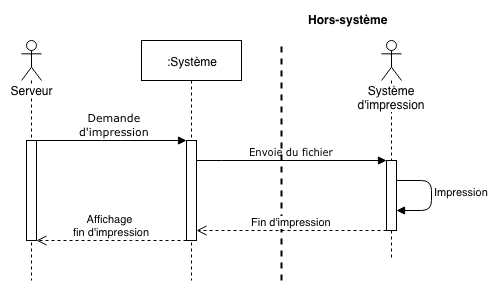 Hors-système
:Système
Serveur
Système
d'impression
Demande
d'impression
Envoie du fichier
Impression
Affichage
fin d'impression
Fin d'impression